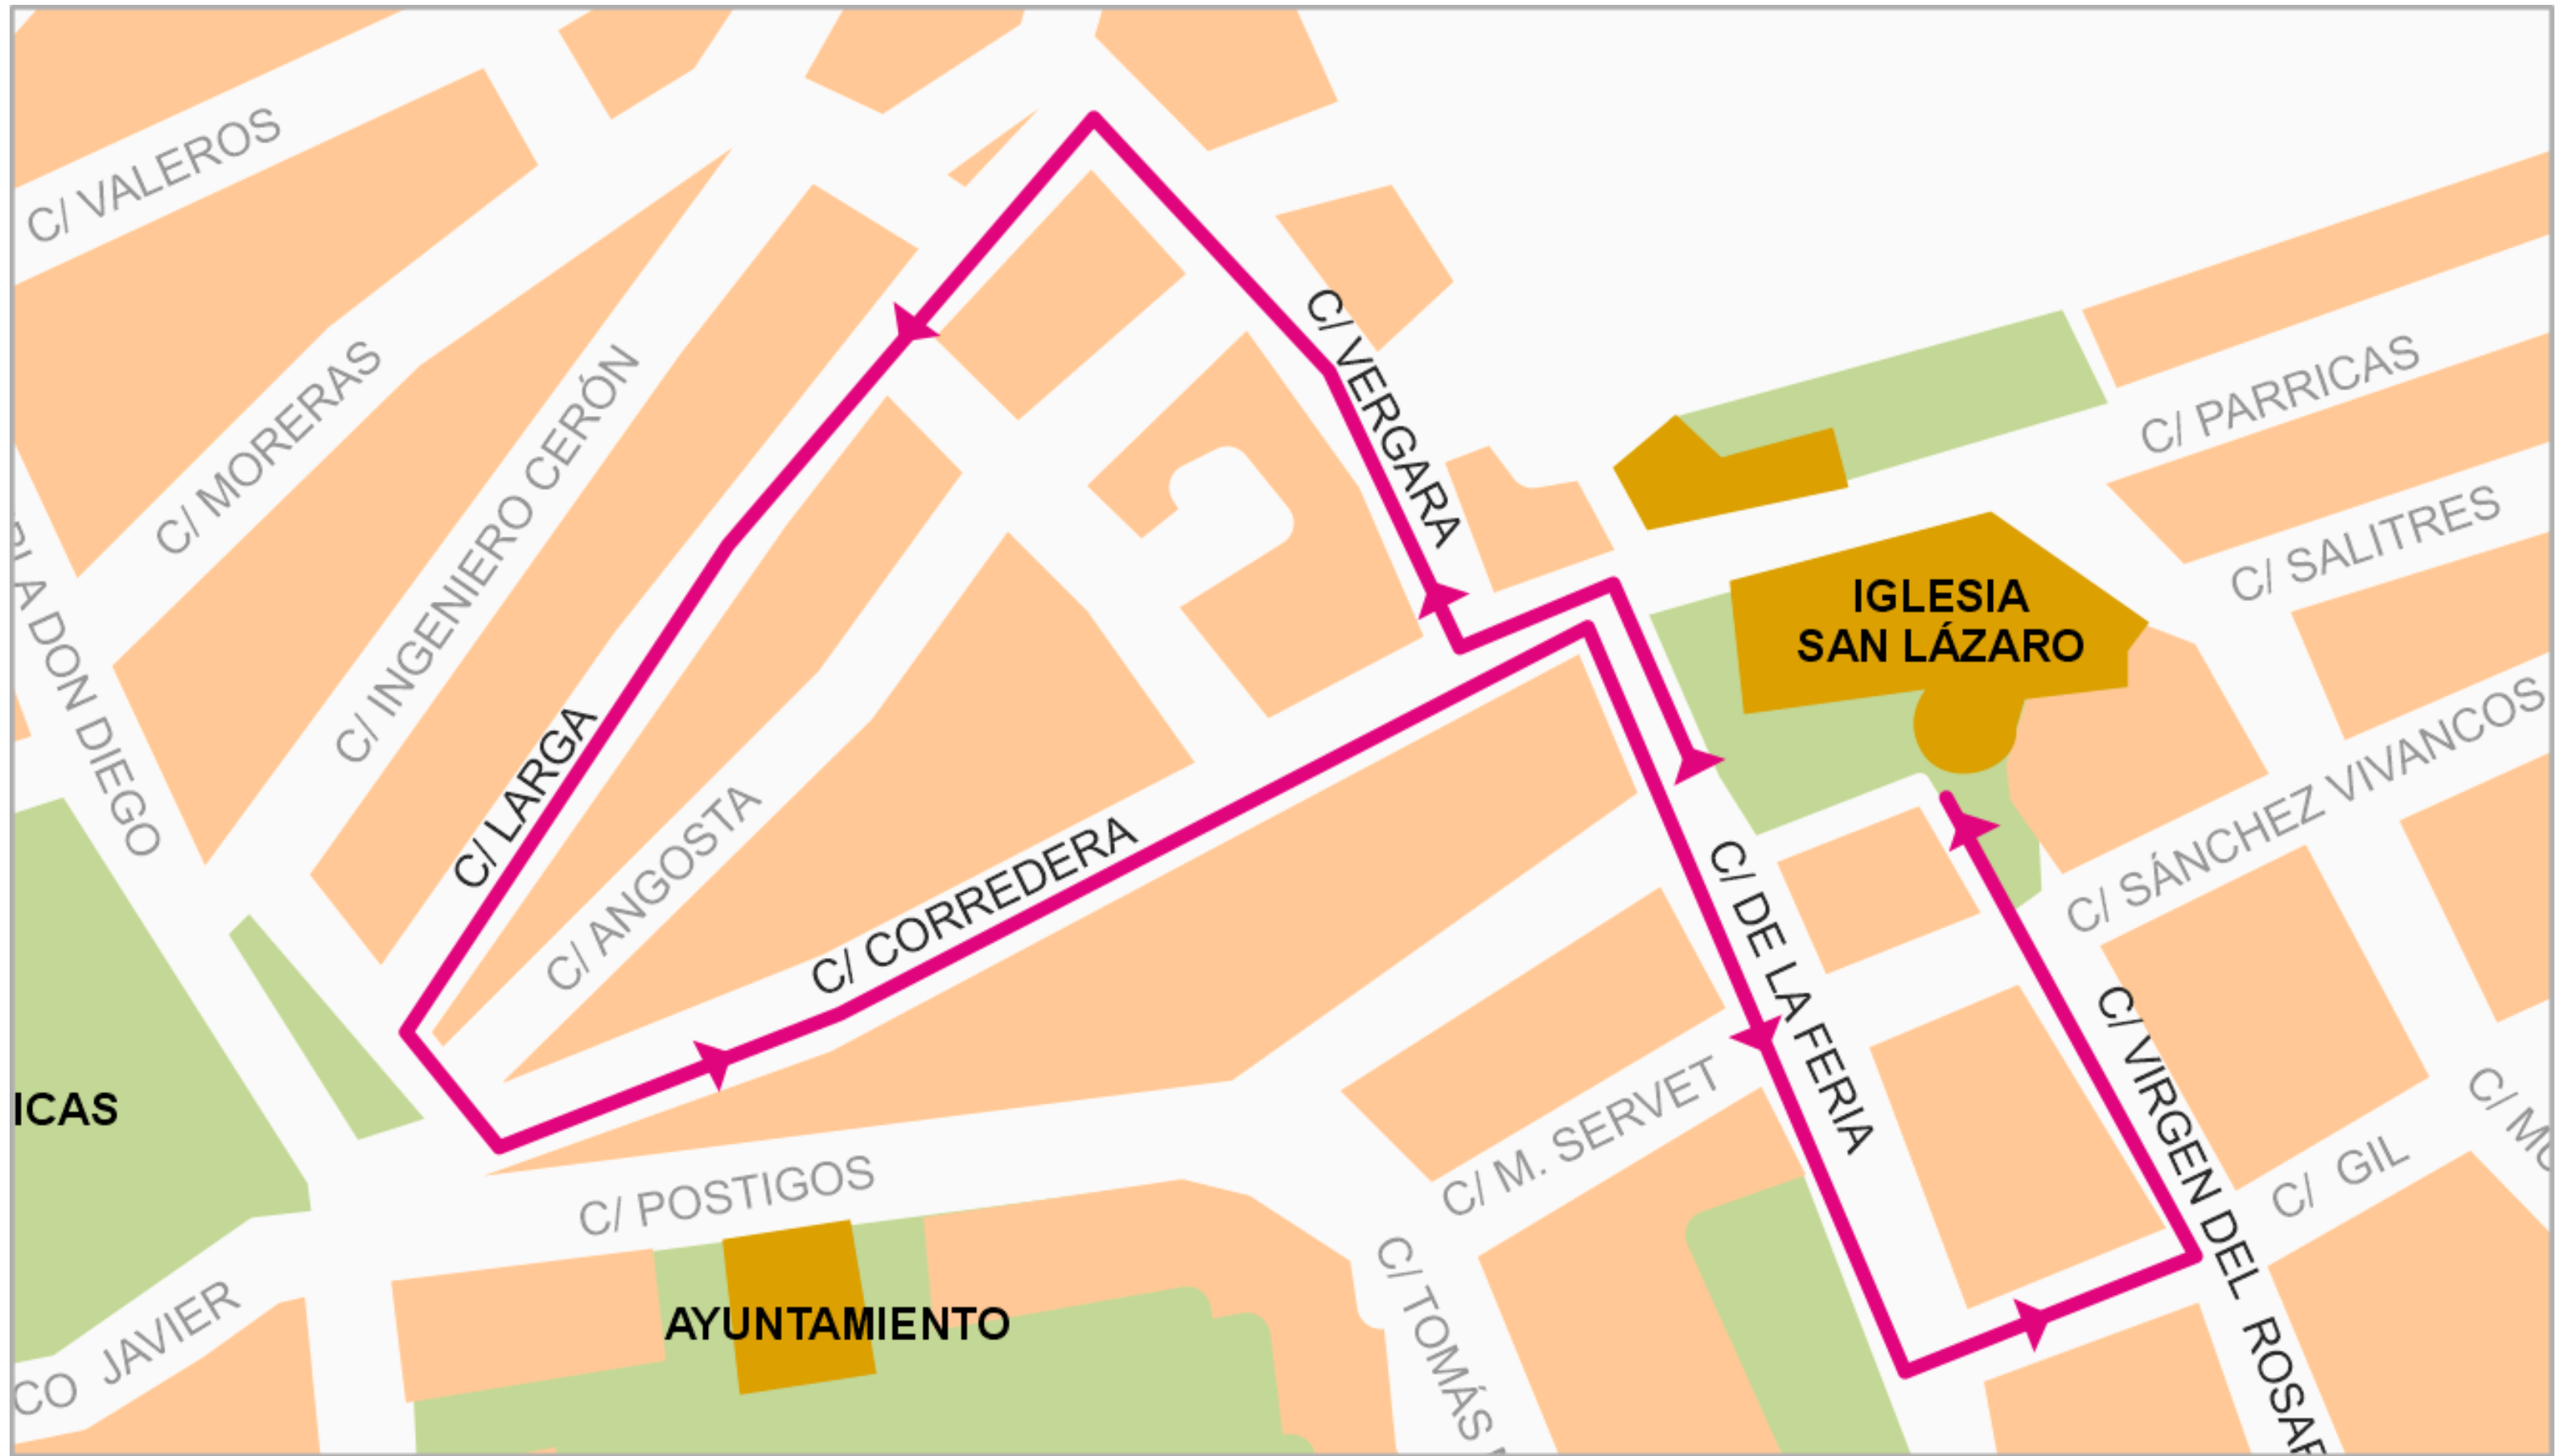 C/ VALEROS
C/ MORERAS
C/ INGENIERO CERÓN
C/ VERGARA
C/ PARRICAS
C/ SALITRES
IGLESIA
SAN LÁZARO
LA DON DIEGO
C/ LARGA
C/ ANGOSTA
C/ CORREDERA
C/ SÁNCHEZ VIVANCOS
C/ DE LA FERIA
C/ VIRGEN DEL ROSAR
ICAS
C/ M. SERVET
C/ GIL
C/ MU
C/ POSTIGOS
AYUNTAMIENTO
C/ TOMÁS
CO JAVIER